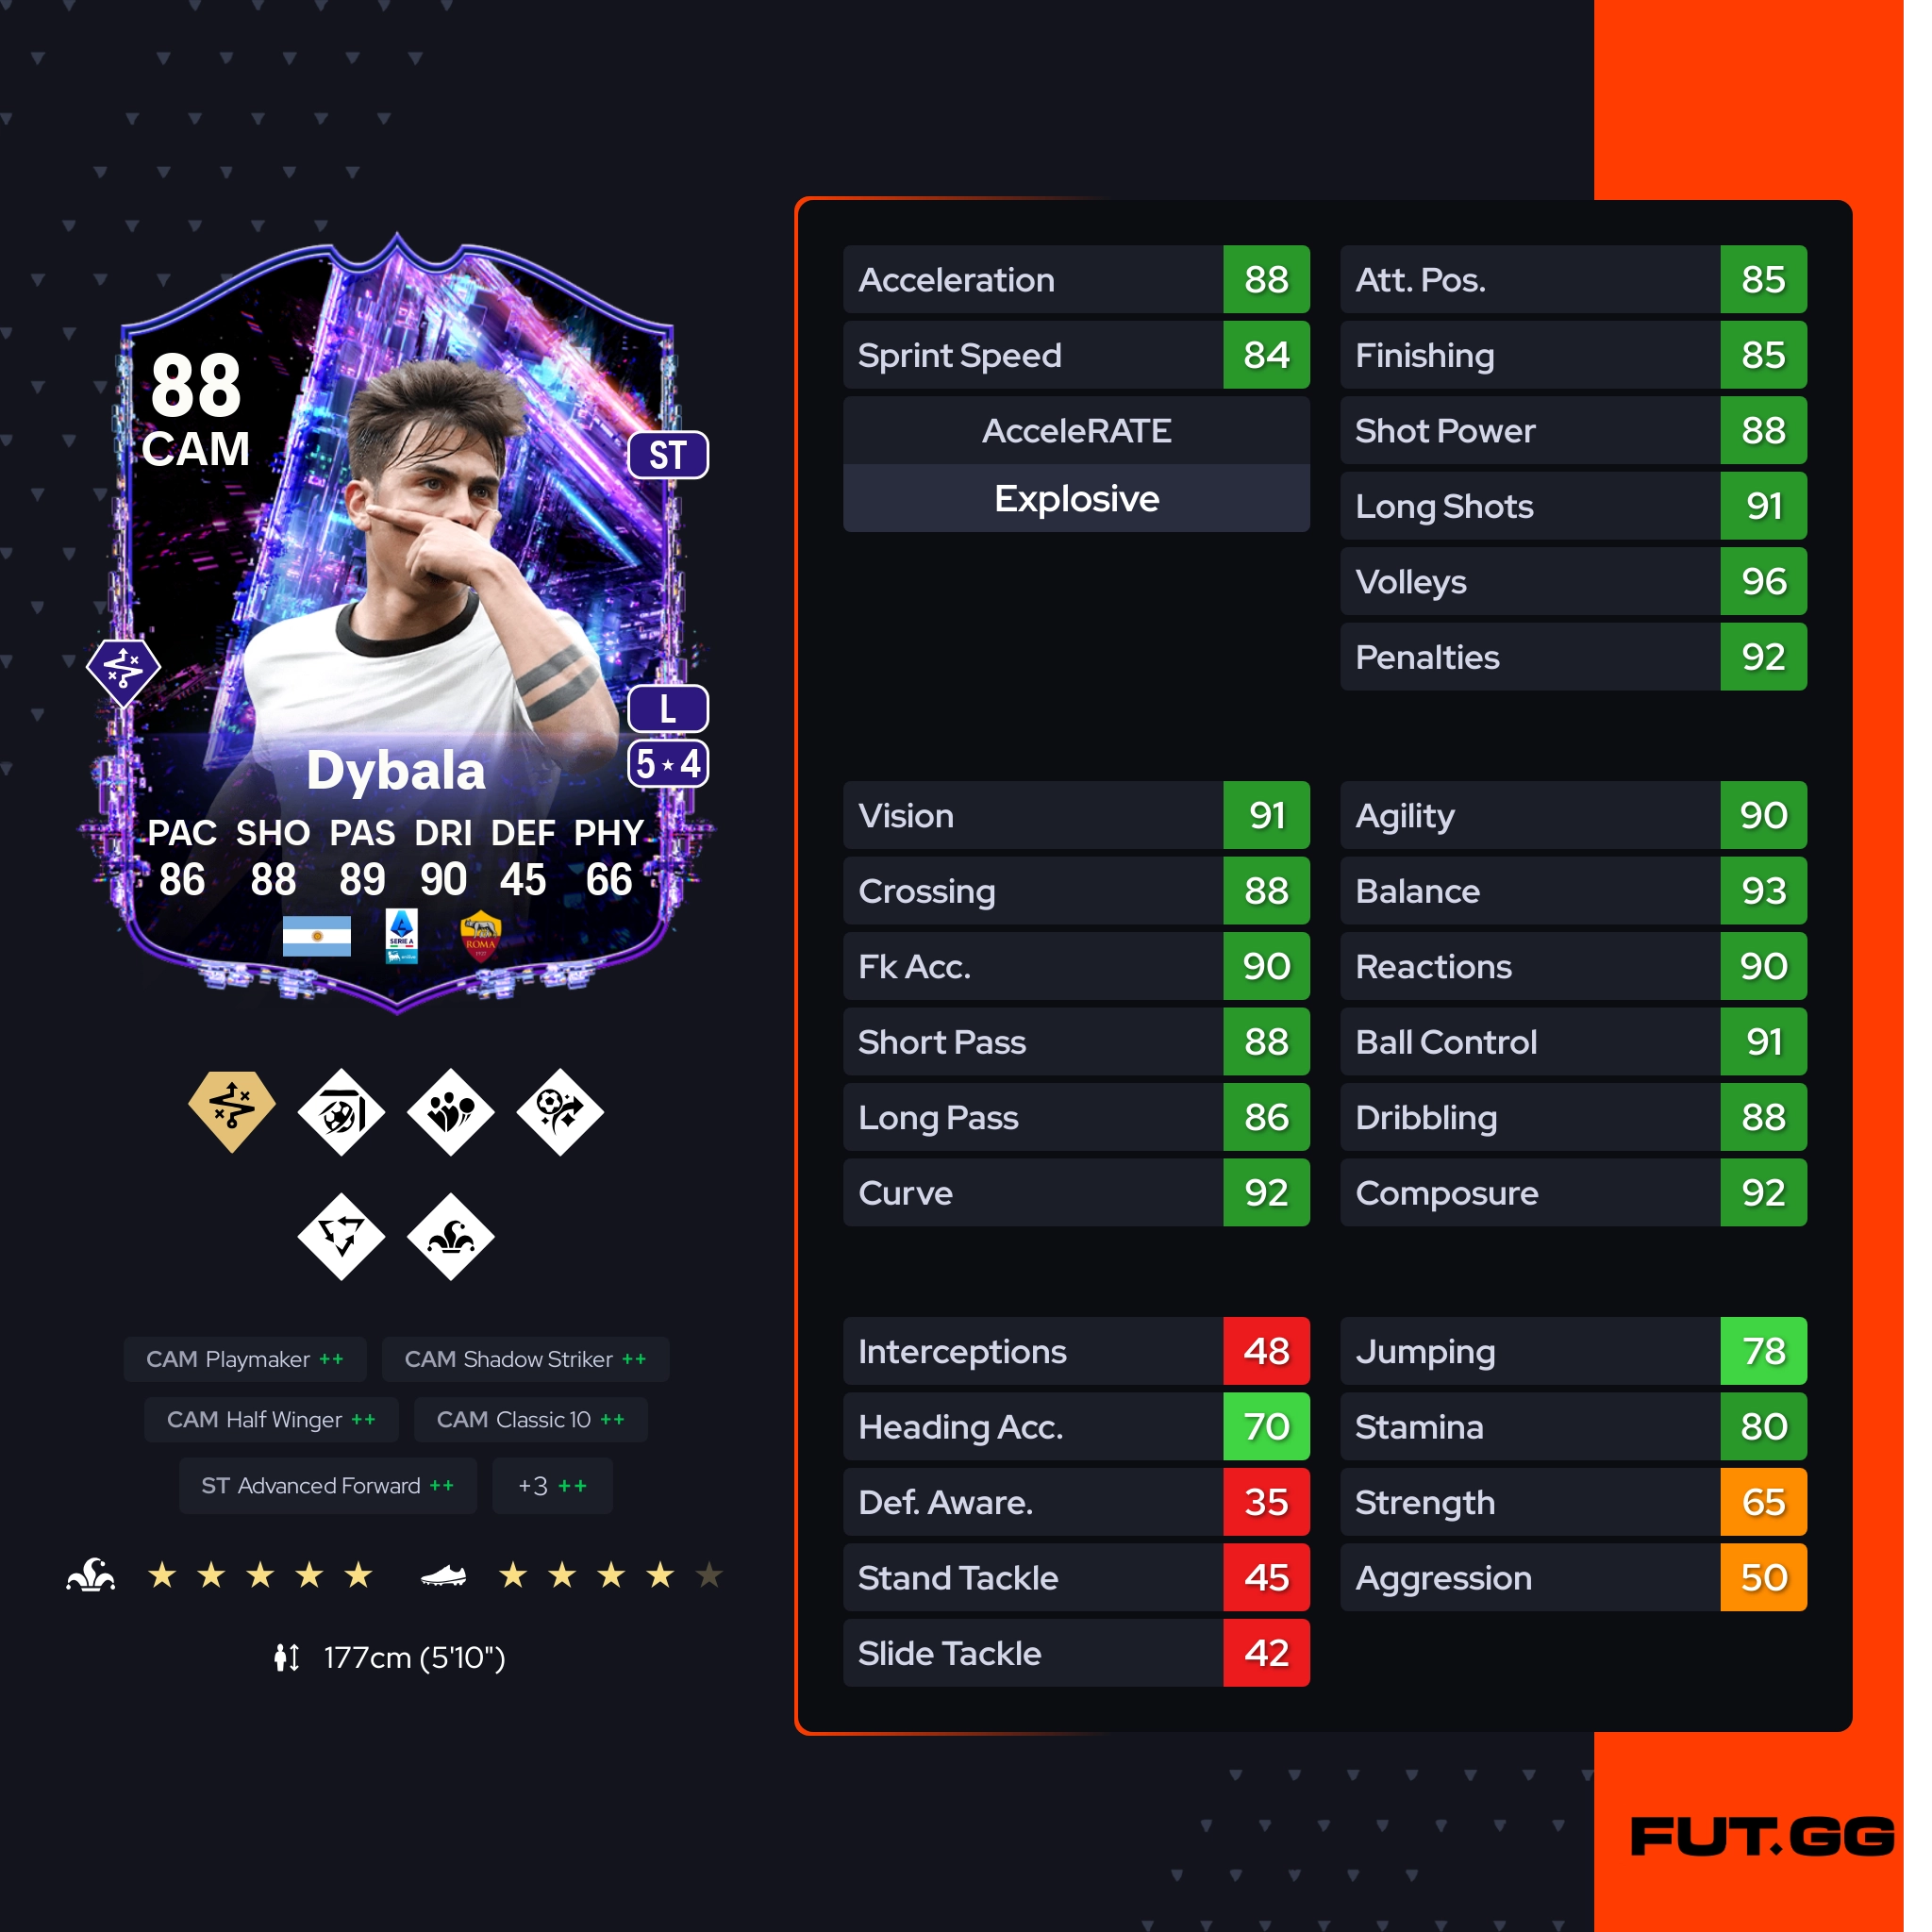 88
CAM
ST
L
5 ★ 4
Dybala
PAC SHO PAS DRI DEF PHY
86 88 89 90 45 66
SERIE A
ROMA
1927
CAM Playmaker ++
CAM Shadow Striker ++
CAM Half Winger ++
CAM Classic 10 ++
ST Advanced Forward ++
+3 ++
177cm (5'10")
Acceleration 88
Sprint Speed 84
AcceleRATE
Explosive
Att. Pos. 85
Finishing 85
Shot Power 88
Long Shots 91
Volleys 96
Penalties 92
Vision 91
Crossing 88
Fk Acc. 90
Short Pass 88
Long Pass 86
Curve 92
Agility 90
Balance 93
Reactions 90
Ball Control 91
Dribbling 88
Composure 92
Interceptions 48
Heading Acc. 70
Def. Aware. 35
Stand Tackle 45
Slide Tackle 42
Jumping 78
Stamina 80
Strength 65
Aggression 50
FUT.GG